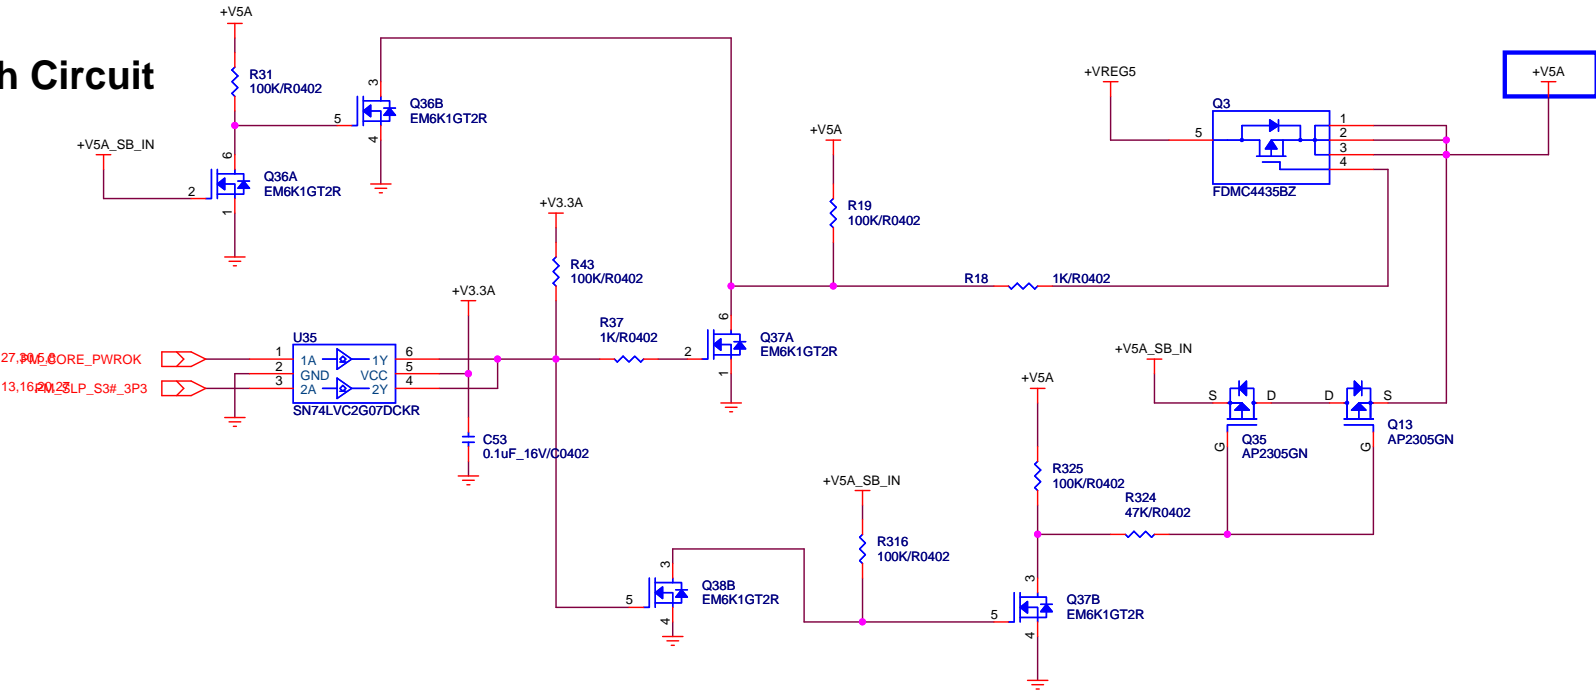 h Circuit
+V5A
R31
100K/R0402
3
Q36B
EM6K1GT2R
5
4
+V5A_SB_IN
6
Q36A
EM6K1GT2R
2
1
+VREG5
Q3
5
1
2
3
4
FDMC4435BZ
+V5A
+V5A
R19
100K/R0402
+V3.3A
R43
100K/R0402
R18
1K/R0402
+V3.3A
R37
1K/R0402
6
Q37A
EM6K1GT2R
2
1
U35
1
1A
1Y
6
2
GND
VCC
5
3
2A
2Y
4
SN74LVC2G07DCKR
C53
0.1uF_16V/C0402
+V5A_SB_IN
S
D
D
S
Q35
AP2305GN
G
Q13
AP2305GN
G
+V5A
R325
100K/R0402
R324
47K/R0402
+V5A_SB_IN
R316
100K/R0402
3
Q38B
EM6K1GT2R
5
4
3
Q37B
EM6K1GT2R
5
4